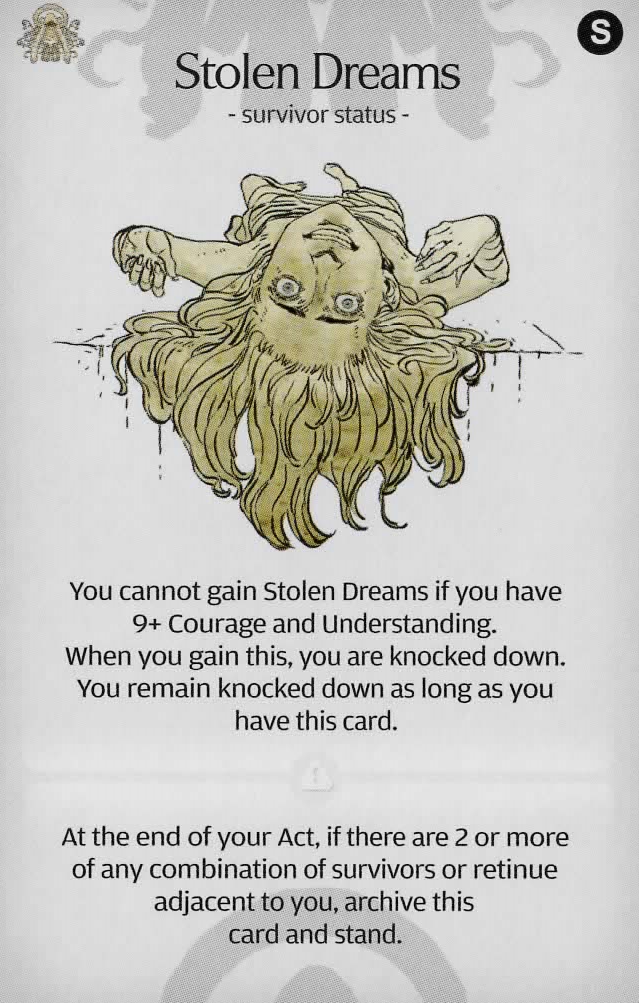 S
Stolen Dreams
- survivor status -
You cannot gain Stolen Dreams if you have
9+ Courage and Understanding.
When you gain this, you are knocked down.
You remain knocked down as long as you
have this card.
At the end of your Act, if there are 2 or more
of any combination of survivors or retinue
adjacent to you, archive this
card and stand.